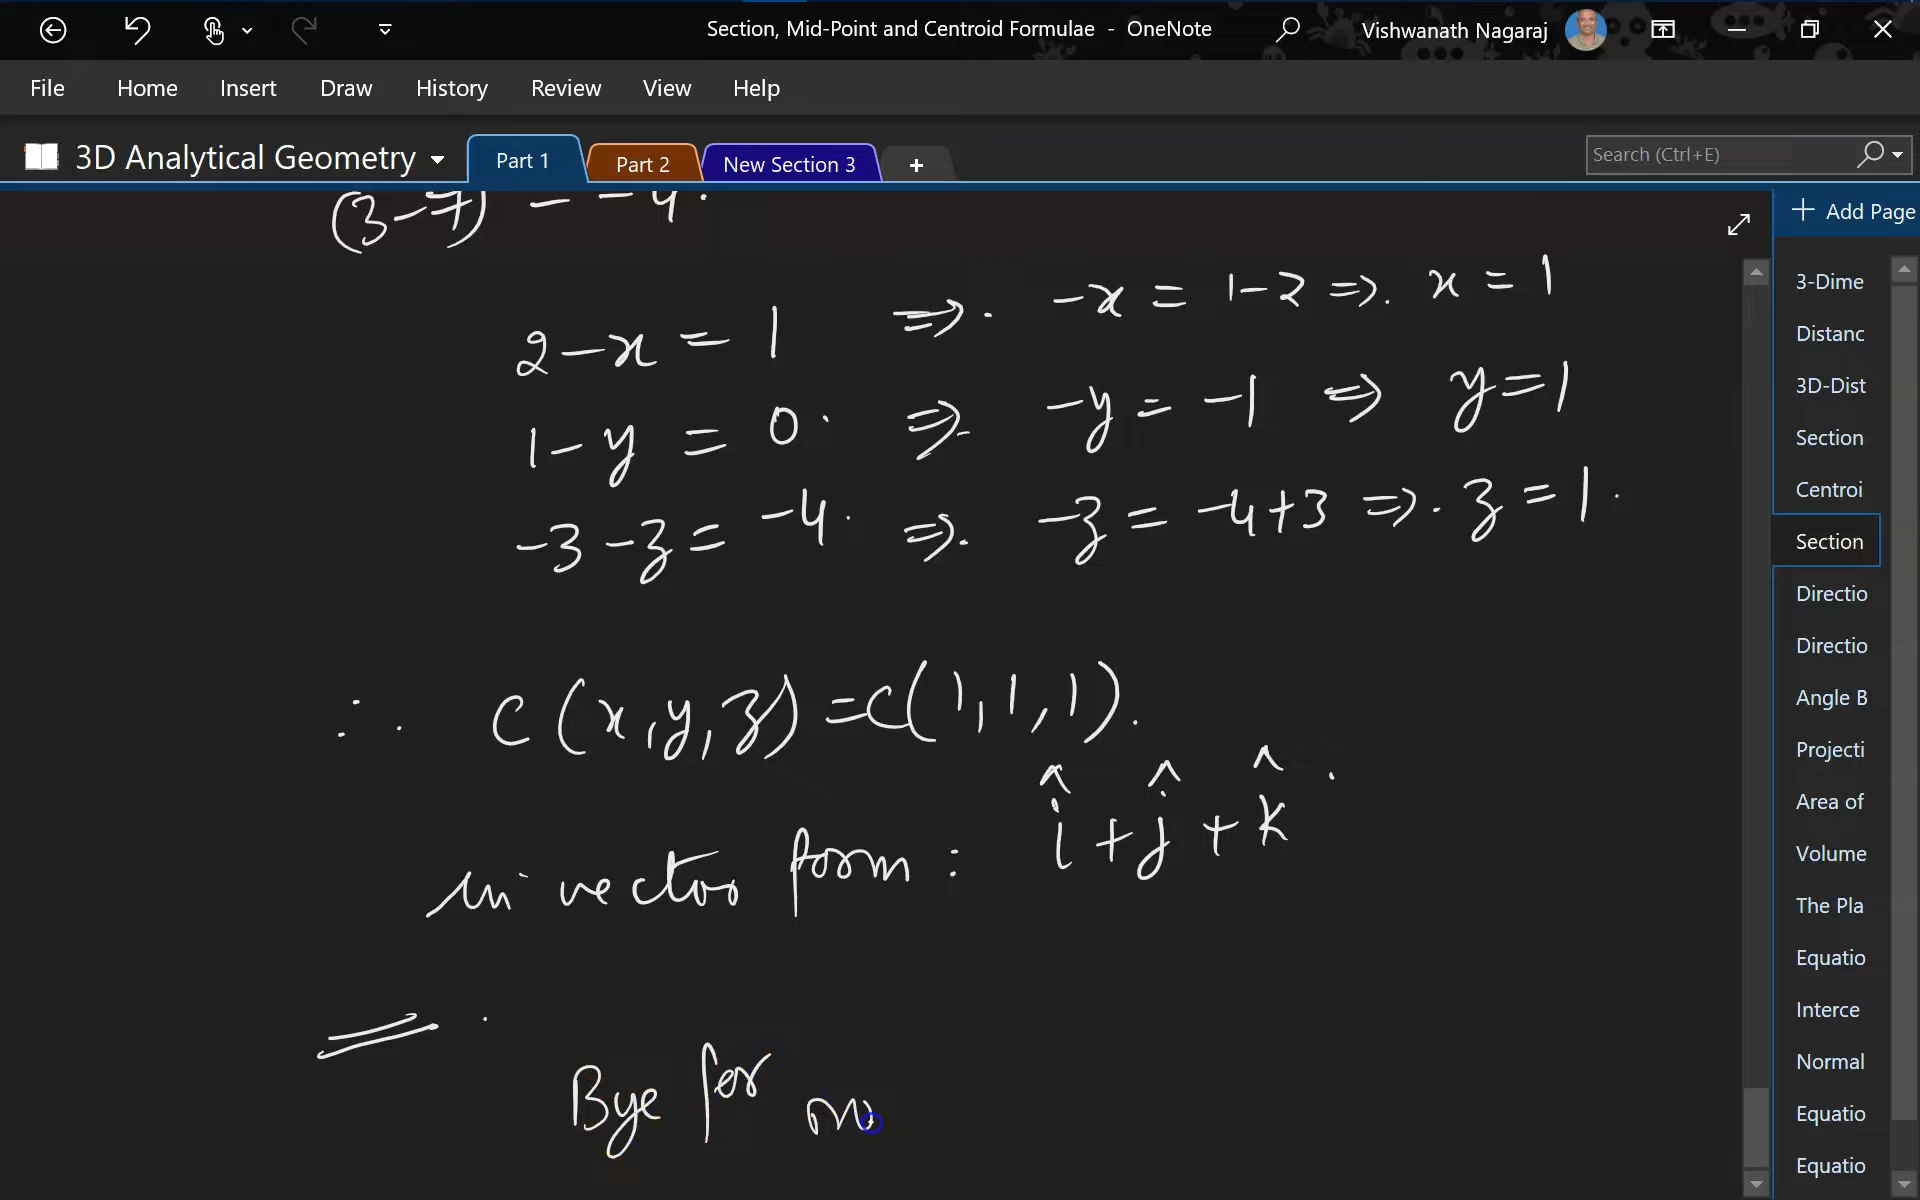 Section, Mid-Point and Centroid Formulae - OneNote
Vishwanath Nagaraj
File Home Insert Draw History Review View Help
3D Analytical Geometry
Part 1
Part 2
New Section 3
+
Search (Ctrl+E)
+ Add Page
(3-7) = -4.
2-x = 1 ⇒. -x = 1-2 ⇒. x = 1
1-y = 0. ⇒. -y = -1 ⇒ y=1
-3-z = -4. ⇒. -z = -4+3 ⇒. z = 1.
∴. C(x,y,z) = C(1,1,1).
in vector form: î+ĵ+k̂.
Bye for
3-Dime
Distanc
3D-Dist
Section
Centroi
Section
Directio
Directio
Angle B
Projecti
Area of
Volume
The Pla
Equatio
Interce
Normal
Equatio
Equatio